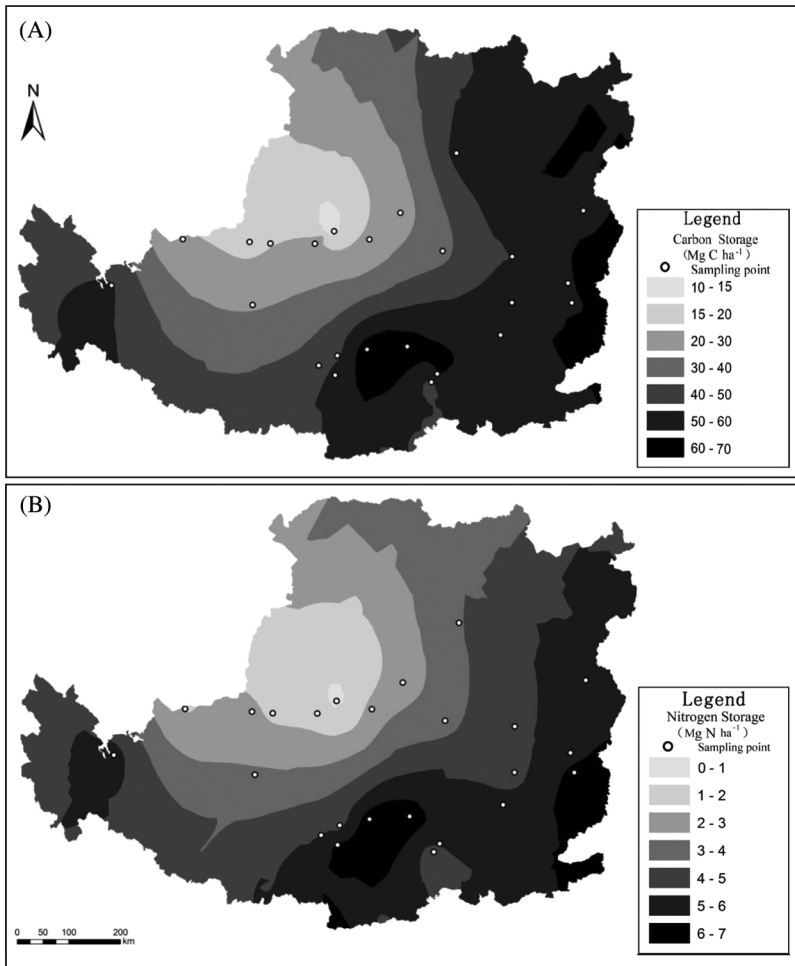 (A)
N
Legend
Carbon Storage
(Mg C ha⁻¹)
Sampling point
10 - 15
15 - 20
20 - 30
30 - 40
40 - 50
50 - 60
60 - 70
(B)
Legend
Nitrogen Storage
(Mg N ha⁻¹)
Sampling point
0 - 1
1 - 2
2 - 3
3 - 4
4 - 5
5 - 6
6 - 7
0 50 100 200
km